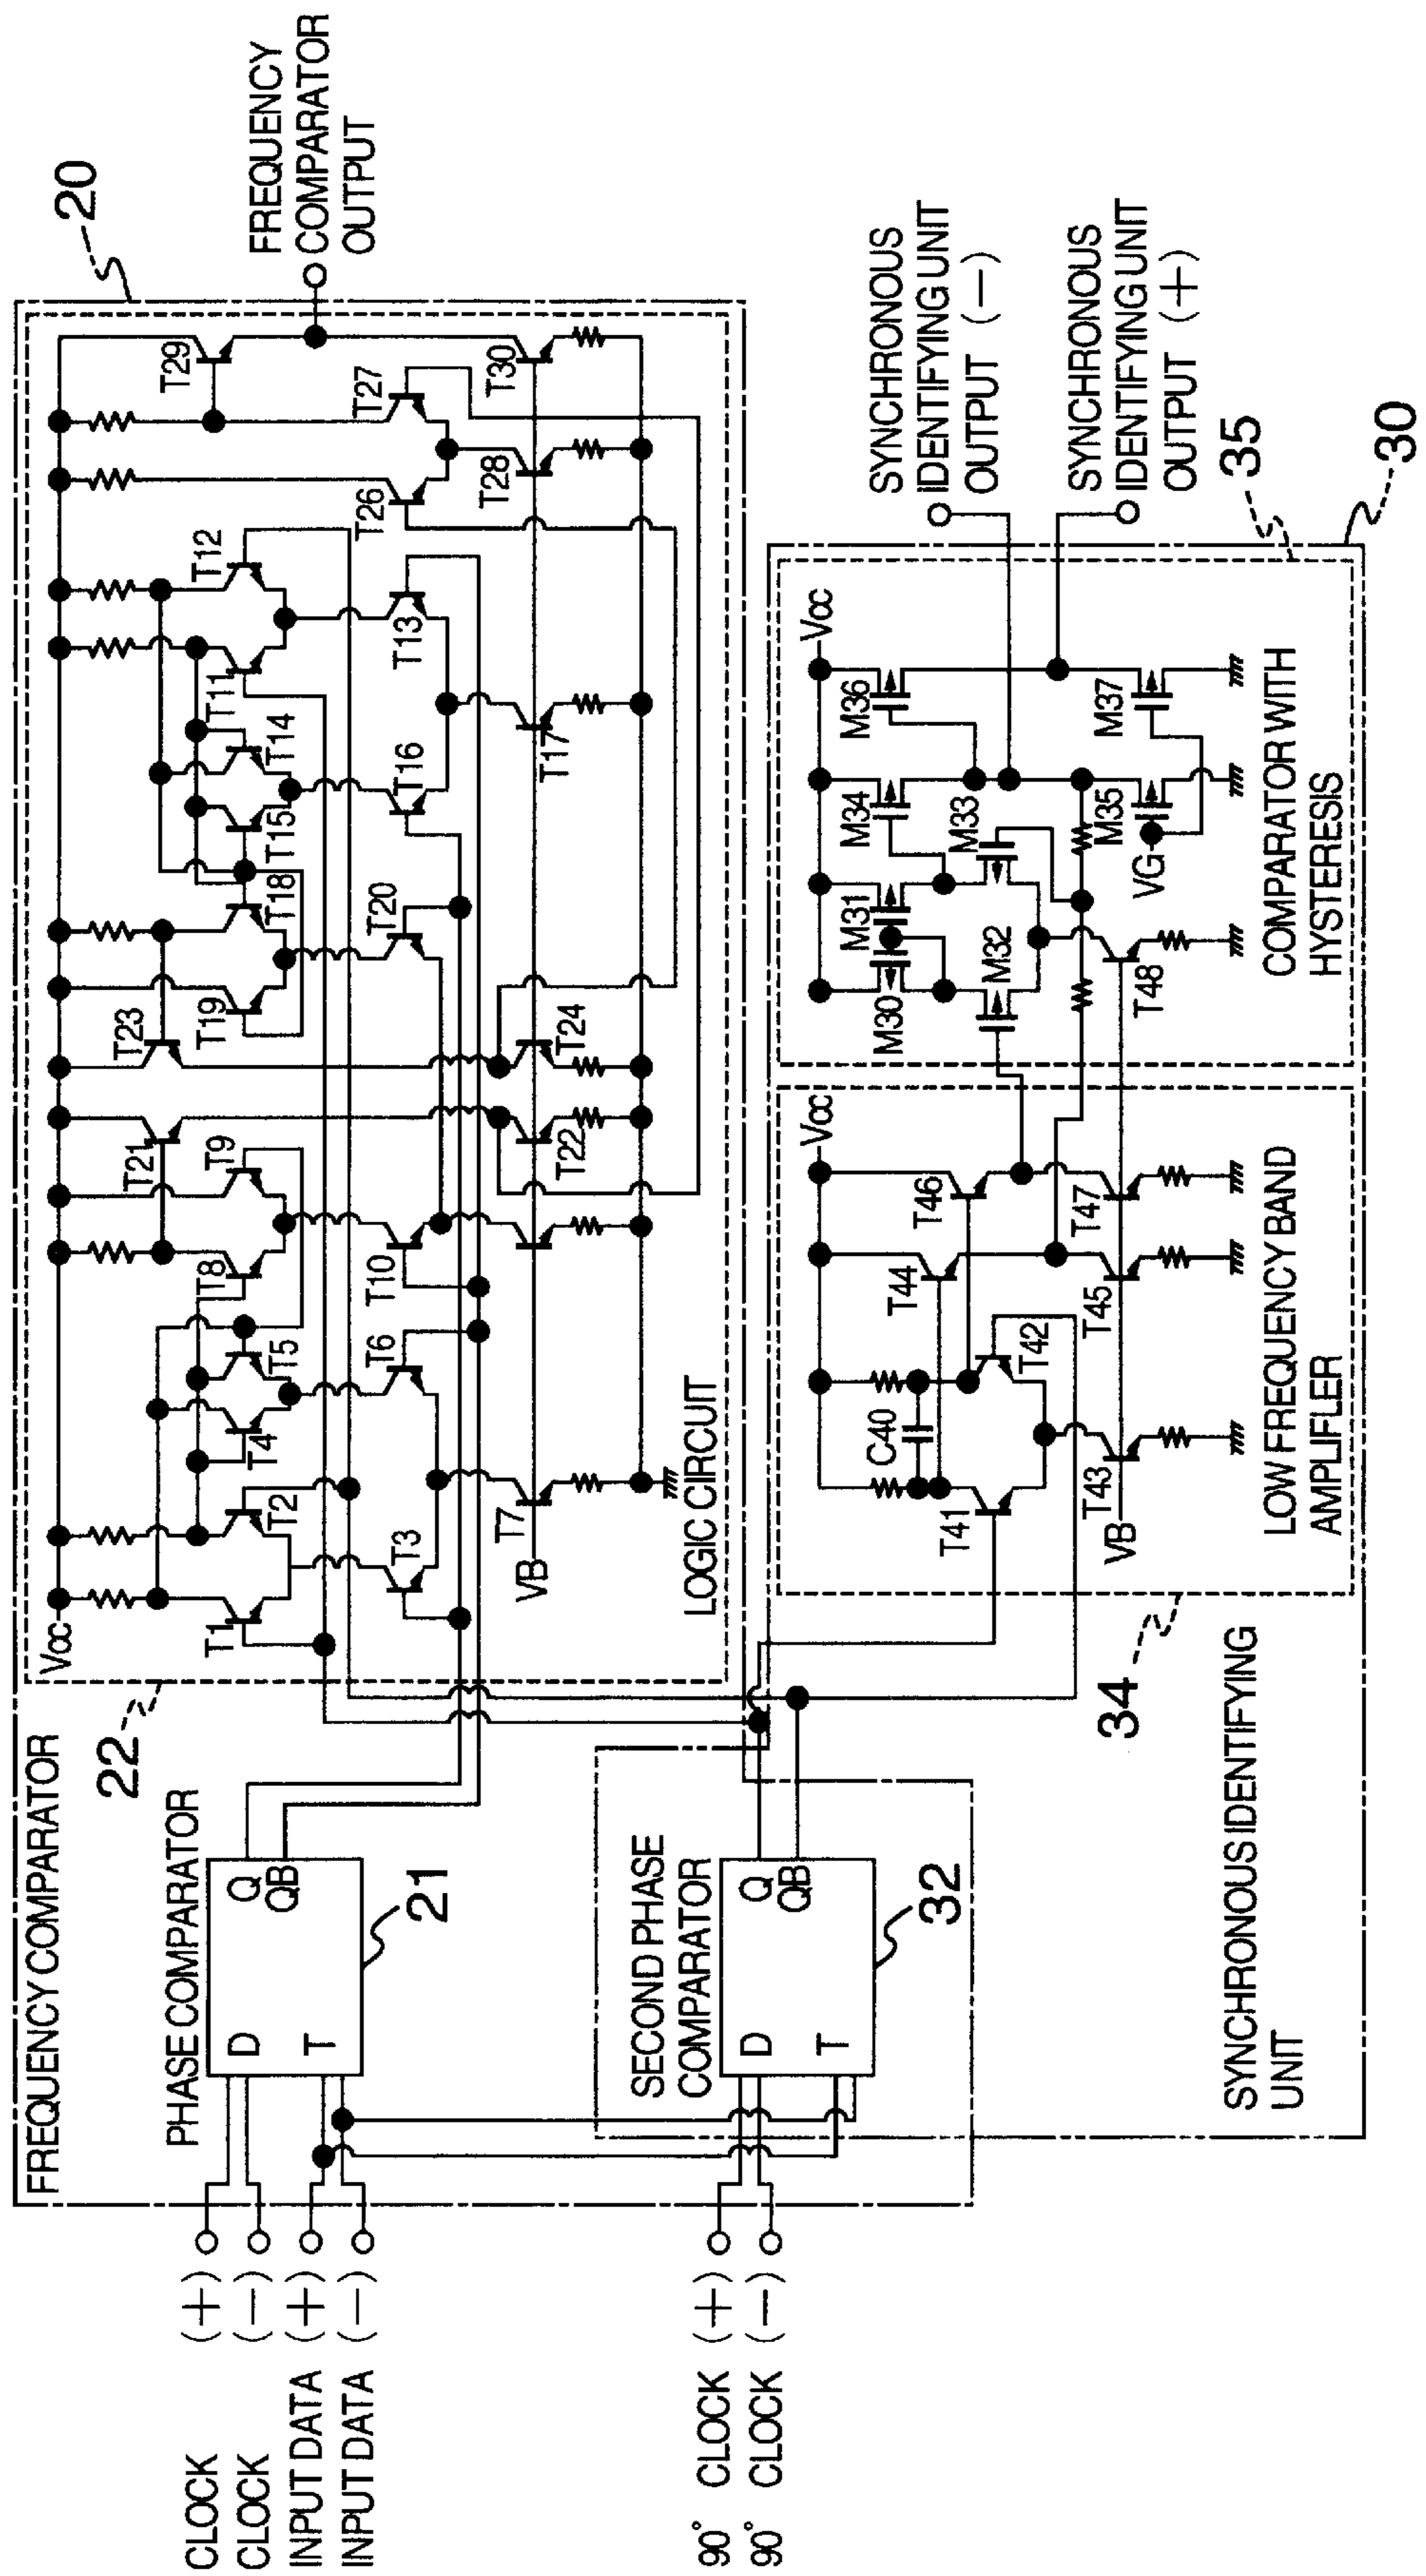 FREQUENCY COMPARATOR
20
FREQUENCY
COMPARATOR
OUTPUT
22
LOGIC CIRCUIT
Vcc
T1
T2
T3
T4
T5
T6
T7
VB
T8
T9
T10
T21
T22
T23
T24
T19
T18
T20
T15
T14
T16
T17
T11
T12
T13
T26
T27
T28
T29
T30
PHASE COMPARATOR
D
T
Q
QB
21
CLOCK (+)
CLOCK (−)
INPUT DATA (+)
INPUT DATA (−)
90° CLOCK (+)
90° CLOCK (−)
SECOND PHASE
COMPARATOR
D
T
Q
QB
32
SYNCHRONOUS IDENTIFYING
UNIT
34
LOW FREQUENCY BAND
AMPLIFLER
Vcc
C40
T41
T42
T43
VB
T44
T45
T46
T47
COMPARATOR WITH
HYSTERESIS
Vcc
M30
M31
M32
M33
M34
M35
M36
M37
VG
T48
35
30
SYNCHRONOUS
IDENTIFYING UNIT
OUTPUT (−)
SYNCHRONOUS
IDENTIFYING UNIT
OUTPUT (+)